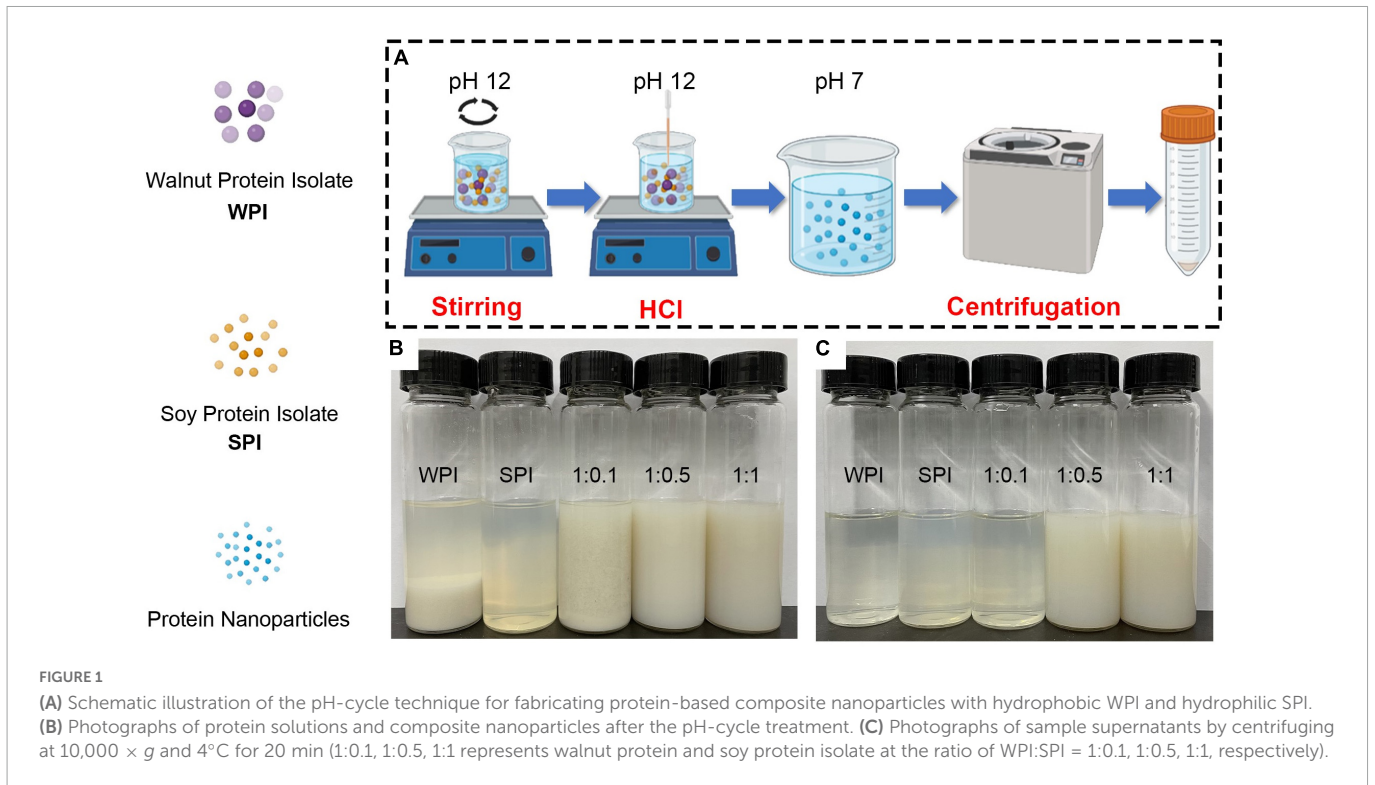 A
pH 12
pH 12
pH 7
Walnut Protein Isolate
WPI
Stirring
HCl
Centrifugation
Soy Protein Isolate
SPI
B
WPI
SPI
1:0.1
1:0.5
1:1
C
WPI
SPI
1:0.1
1:0.5
1:1
Protein Nanoparticles
FIGURE 1
(A) Schematic illustration of the pH-cycle technique for fabricating protein-based composite nanoparticles with hydrophobic WPI and hydrophilic SPI.
(B) Photographs of protein solutions and composite nanoparticles after the pH-cycle treatment. (C) Photographs of sample supernatants by centrifuging
at 10,000 × g and 4°C for 20 min (1:0.1, 1:0.5, 1:1 represents walnut protein and soy protein isolate at the ratio of WPI:SPI = 1:0.1, 1:0.5, 1:1, respectively).